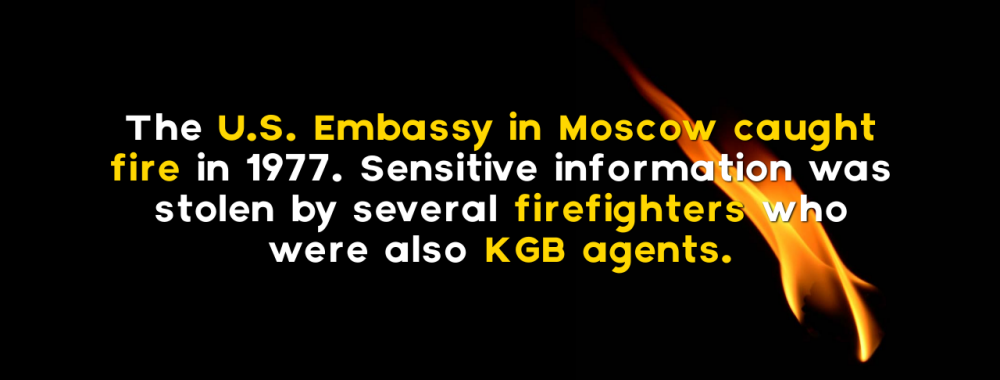 The U.S. Embassy in Moscow caught
fire in 1977. Sensitive information was
stolen by several firefighters who
were also KGB agents.